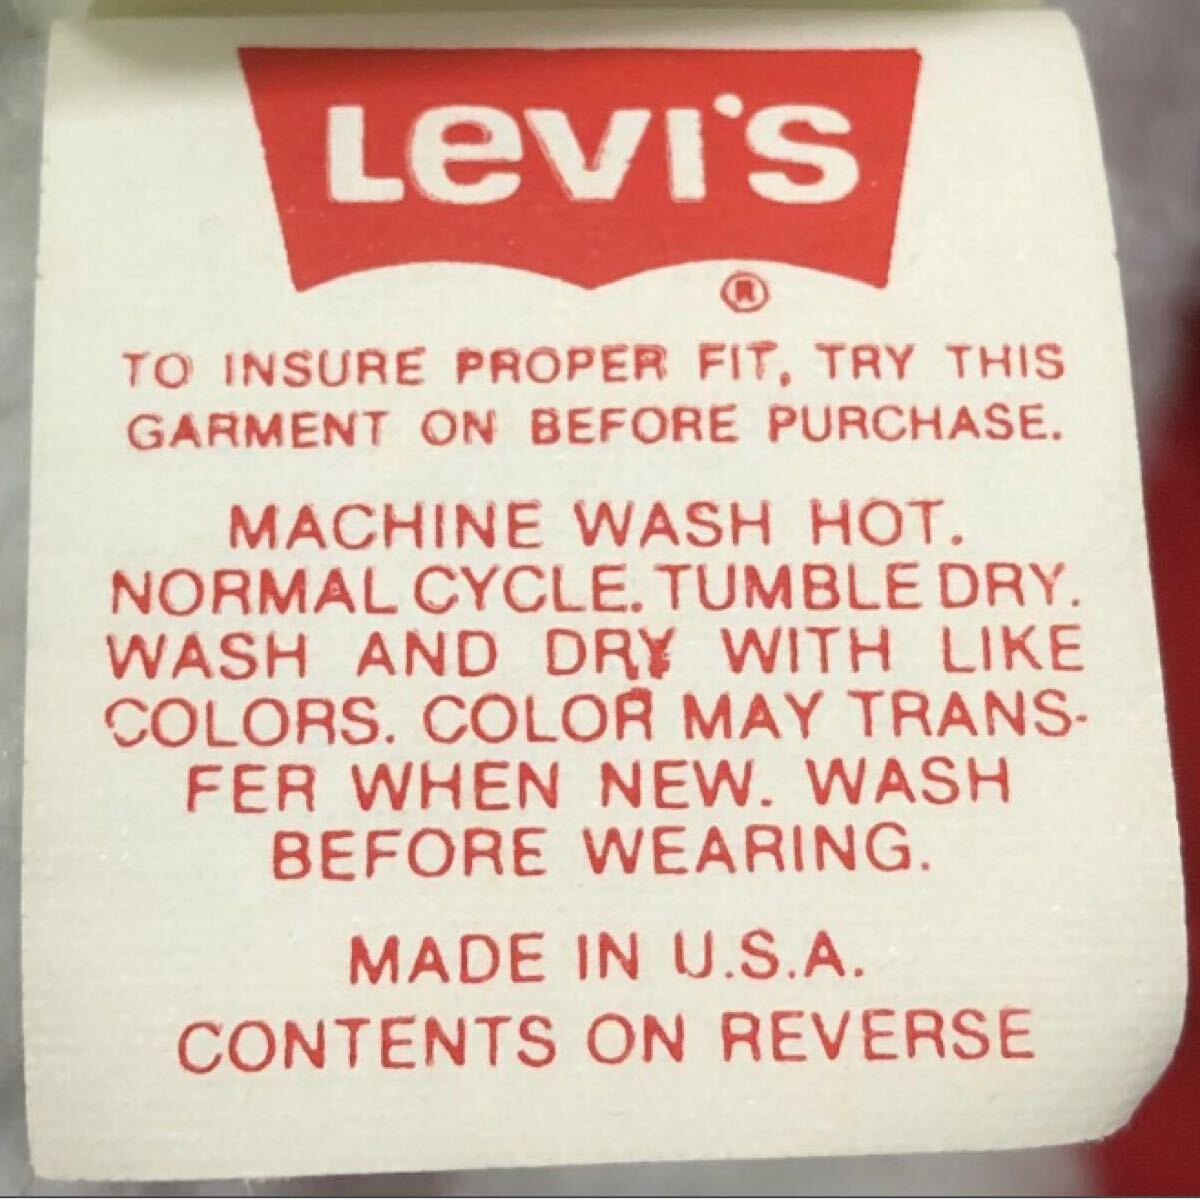 Levi's
®
TO INSURE PROPER FIT, TRY THIS
GARMENT ON BEFORE PURCHASE.
MACHINE WASH HOT.
NORMAL CYCLE. TUMBLE DRY.
WASH AND DRY WITH LIKE
COLORS. COLOR MAY TRANS-
FER WHEN NEW. WASH
BEFORE WEARING.
MADE IN U.S.A.
CONTENTS ON REVERSE